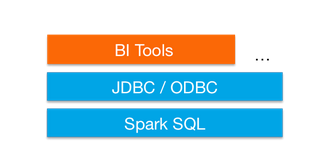 BI Tools
...
JDBC / ODBC
Spark SQL